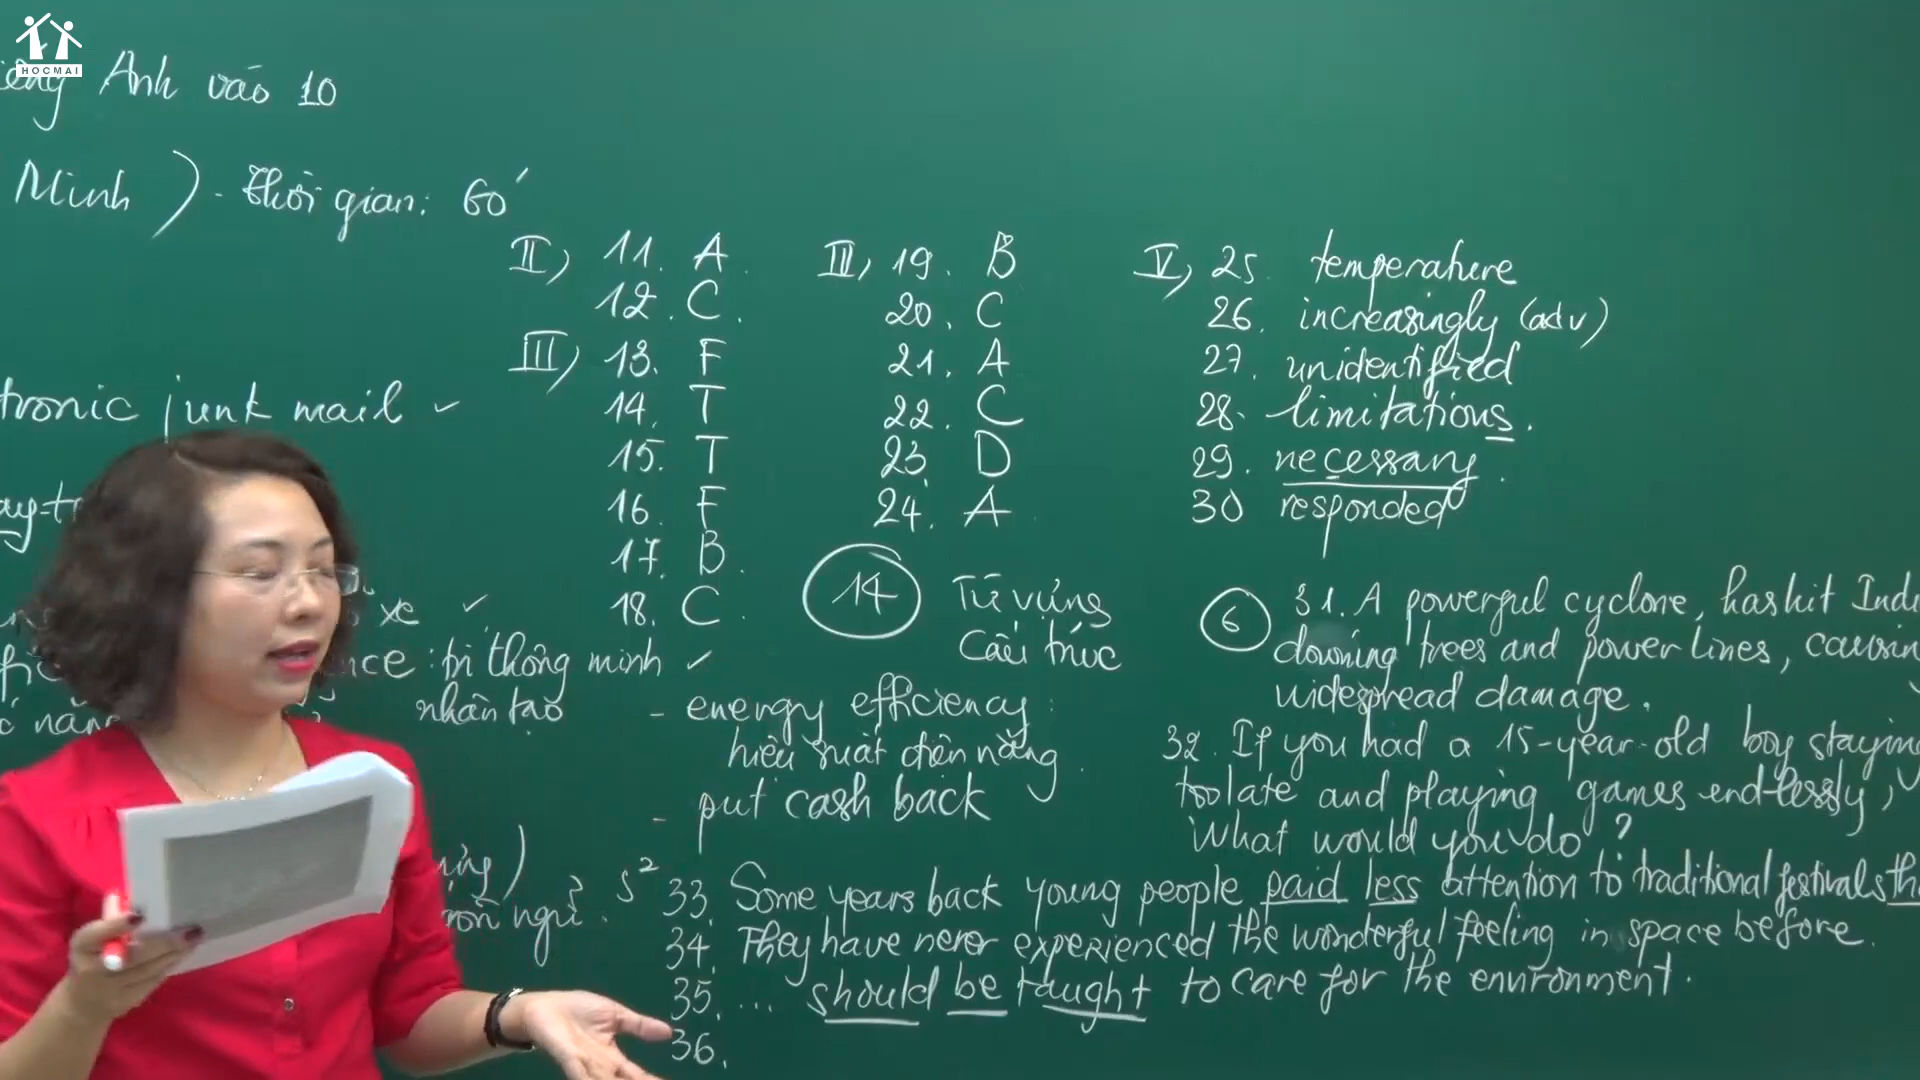 HOCMAI
Anh vào 10
Minh ) - Thời gian: 60'
II) 11. A
12. C
III) 13. F
14. T
15. T
16. F
17. B
18. C
III) 19. B
20. C
21. A
22. C
23 D
24. A
V) 25. temperature
26. increasingly (adv)
27. unidentified
28. limitations.
29. necessary.
30 responded
tronic junk mail ✓
xe ✓
nce : trí thông minh ✓
nhân tạo
14 Từ vựng
Cấu trúc
- energy efficiency :
hiệu suất điện năng.
- put cash back
6 31. A powerful cyclone, has hit Ind
downing trees and power lines, causin
widespread damage.
32. If you had a 15-year-old boy staying
too late and playing games endlessly,
What would you do ?
33. Some years back young people paid less attention to traditional festivals tha
34. They have never experienced the wonderful feeling in space before.
35. ... should be taught to care for the environment.
36.